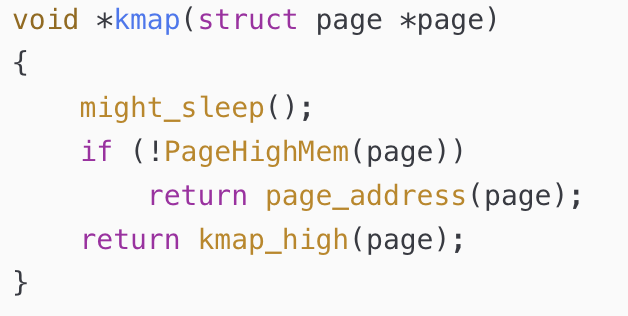 void *kmap(struct page *page)
{
    might_sleep();
    if (!PageHighMem(page))
        return page_address(page);
    return kmap_high(page);
}